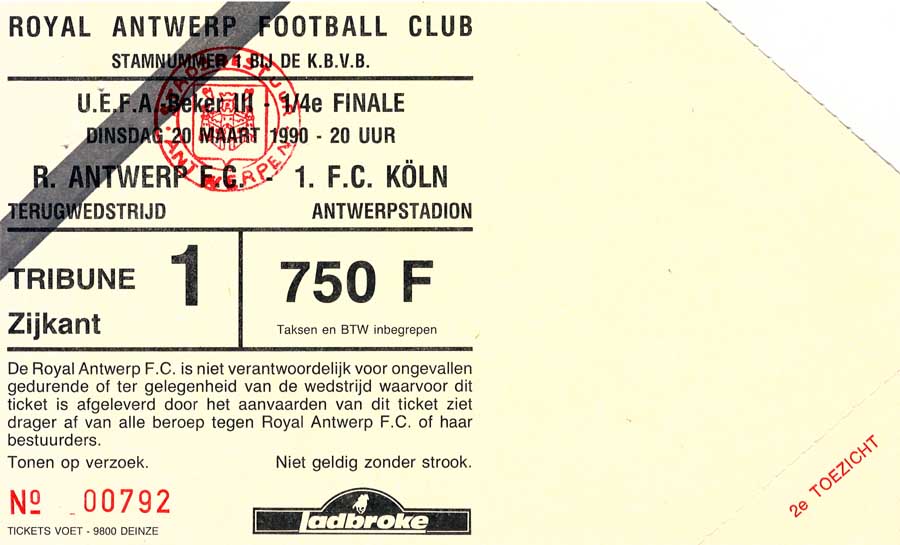 ROYAL ANTWERP FOOTBALL CLUB
STAMNUMMER 1 BIJ DE K.B.V.B.
U.E.F.A.-Beker III - 1/4e FINALE
DINSDAG 20 MAART 1990 - 20 UUR
R. ANTWERP F.C. - 1. F.C. KÖLN
TERUGWEDSTRIJD ANTWERPSTADION
STADSBESTUUR
ANTWERPEN
TRIBUNE 1
Zijkant
750 F
Taksen en BTW inbegrepen
De Royal Antwerp F.C. is niet verantwoordelijk voor ongevallen
gedurende of ter gelegenheid van de wedstrijd waarvoor dit
ticket is afgeleverd door het aanvaarden van dit ticket ziet
drager af van alle beroep tegen Royal Antwerp F.C. of haar
bestuurders.
Tonen op verzoek. Niet geldig zonder strook.
Nº 00792
TICKETS VOET - 9800 DEINZE
ladbroke
2e TOEZICHT